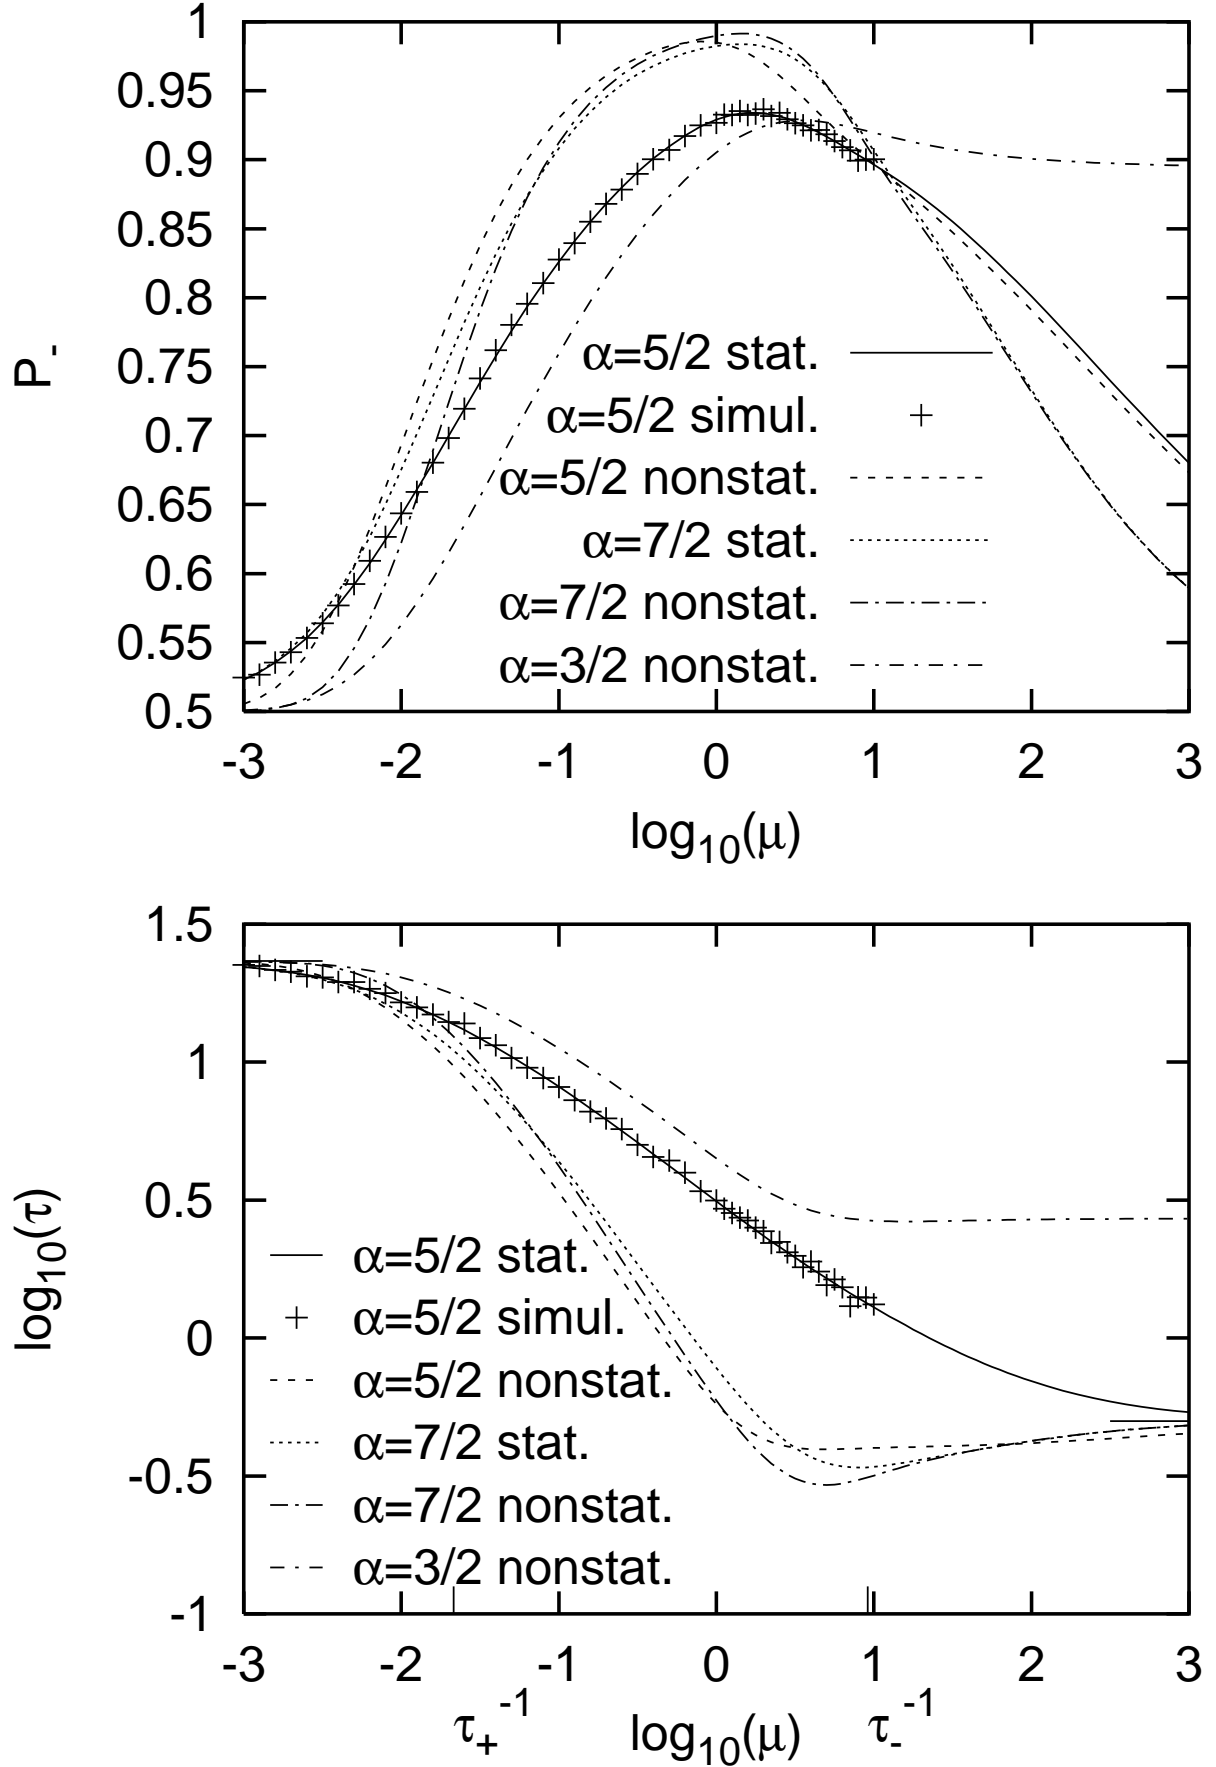 1
0.95
0.9
0.85
0.8
0.75
0.7
0.65
0.6
0.55
0.5
P-
α=5/2 stat.
α=5/2 simul.
α=5/2 nonstat.
α=7/2 stat.
α=7/2 nonstat.
α=3/2 nonstat.
-3 -2 -1 0 1 2 3
log10(μ)
1.5
1
0.5
0
-0.5
-1
log10(τ)
α=5/2 stat.
α=5/2 simul.
α=5/2 nonstat.
α=7/2 stat.
α=7/2 nonstat.
α=3/2 nonstat.
-3 -2 -1 0 1 2 3
τ+-1 log10(μ) τ--1